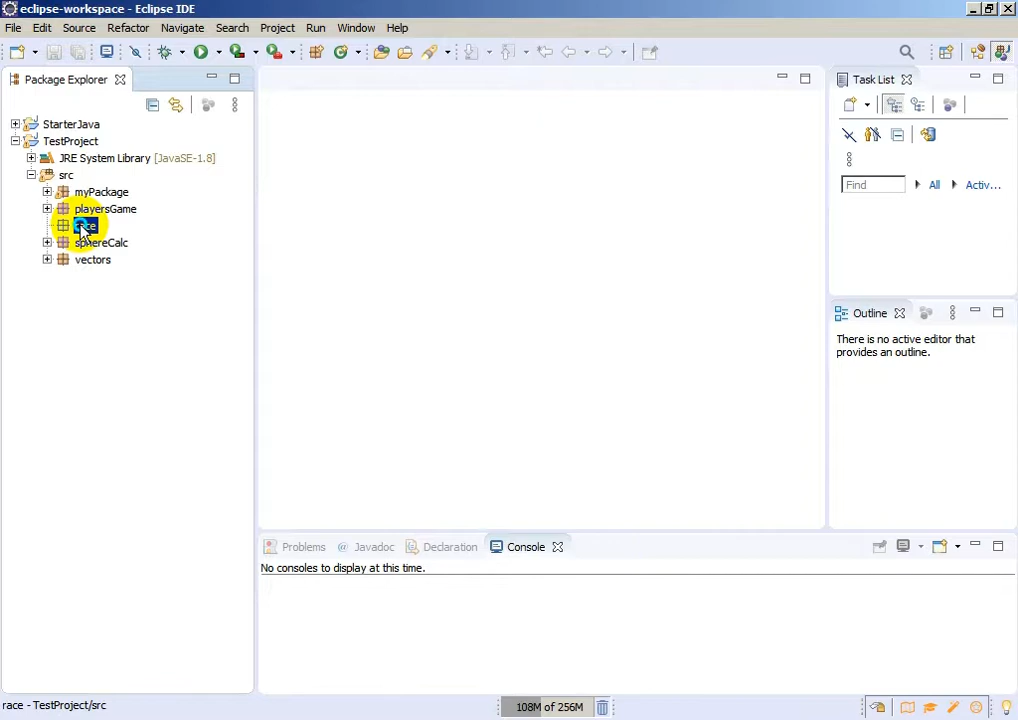 eclipse-workspace - Eclipse IDE
File Edit Source Refactor Navigate Search Project Run Window Help
Package Explorer
Task List
StarterJava
TestProject
JRE System Library [JavaSE-1.8]
src
myPackage
playersGame
sphereCalc
vectors
Find All Activ...
Outline
There is no active editor that
provides an outline.
Problems @ Javadoc Declaration Console
No consoles to display at this time.
race - TestProject/src
108M of 256M